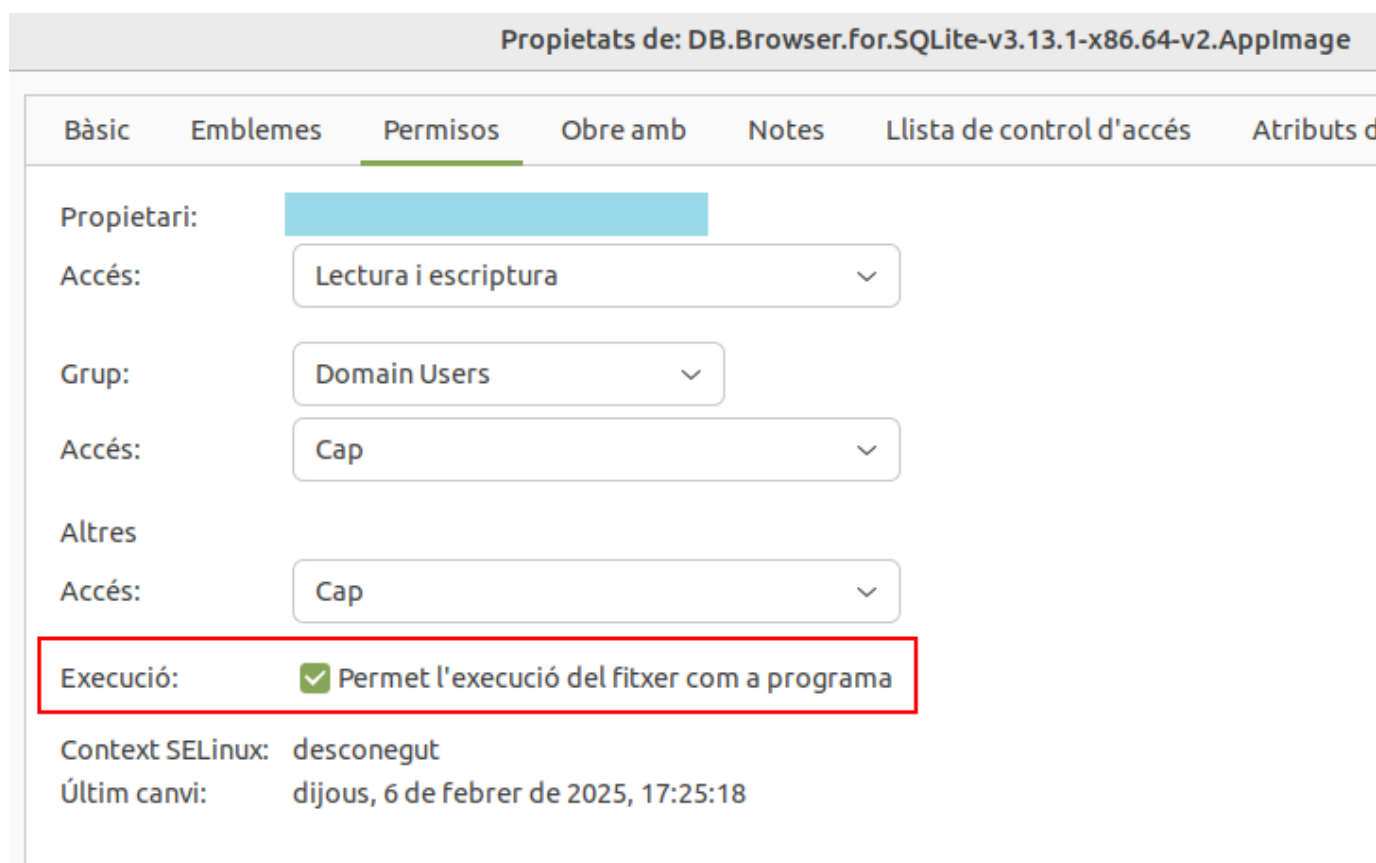 Propietats de: DB.Browser.for.SQLite-v3.13.1-x86.64-v2.AppImage
Bàsic Emblemes Permisos Obre amb Notes Llista de control d'accés Atributs d
Propietari:
Accés: Lectura i escriptura
Grup: Domain Users
Accés: Cap
Altres
Accés: Cap
Execució: Permet l'execució del fitxer com a programa
Context SELinux: desconegut
Últim canvi: dijous, 6 de febrer de 2025, 17:25:18